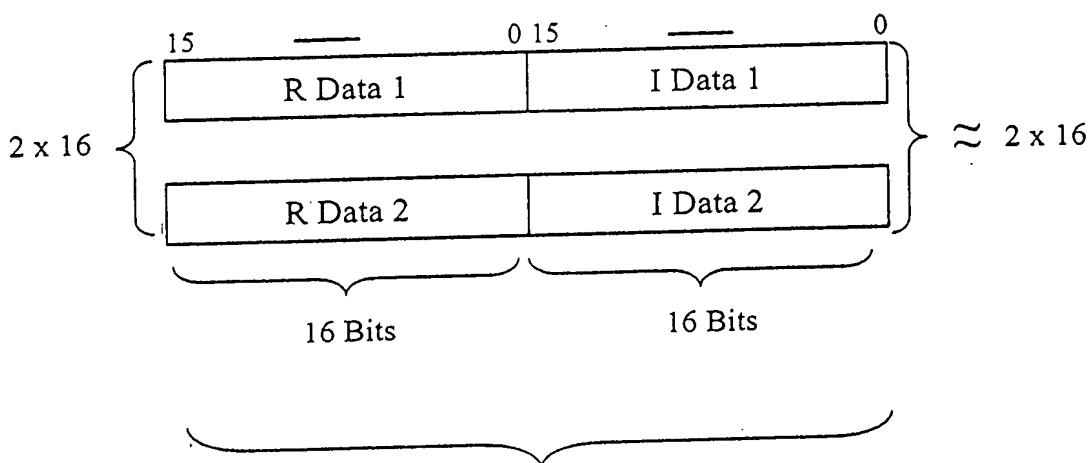 15 0 15 0
R Data 1 I Data 1
2 x 16 ≈ 2 x 16
R Data 2 I Data 2
16 Bits 16 Bits